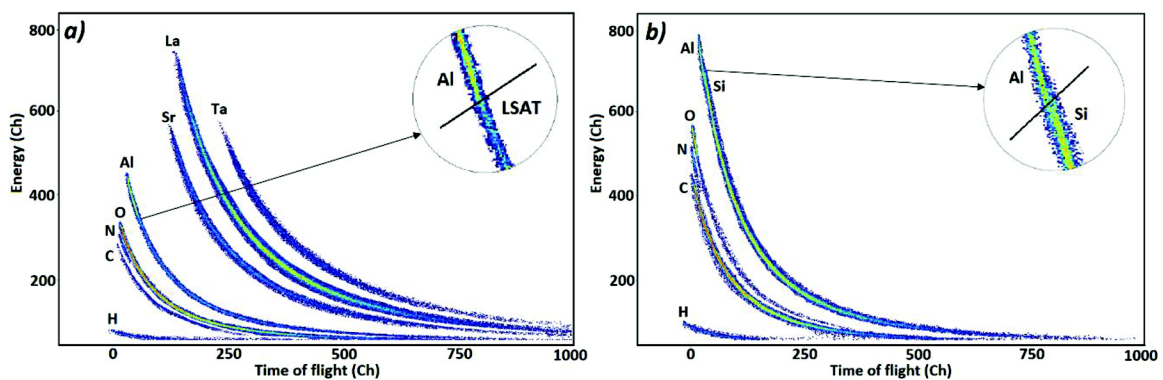 a)
Energy (Ch)
800
600
400
200
La
Sr
Ta
Al
O
N
C
H
Al
LSAT
0 250 500 750 1000
Time of flight (Ch)
b)
Energy (Ch)
800
600
400
200
Al
Si
O
N
C
H
Al
Si
0 250 500 750 1000
Time of flight (Ch)